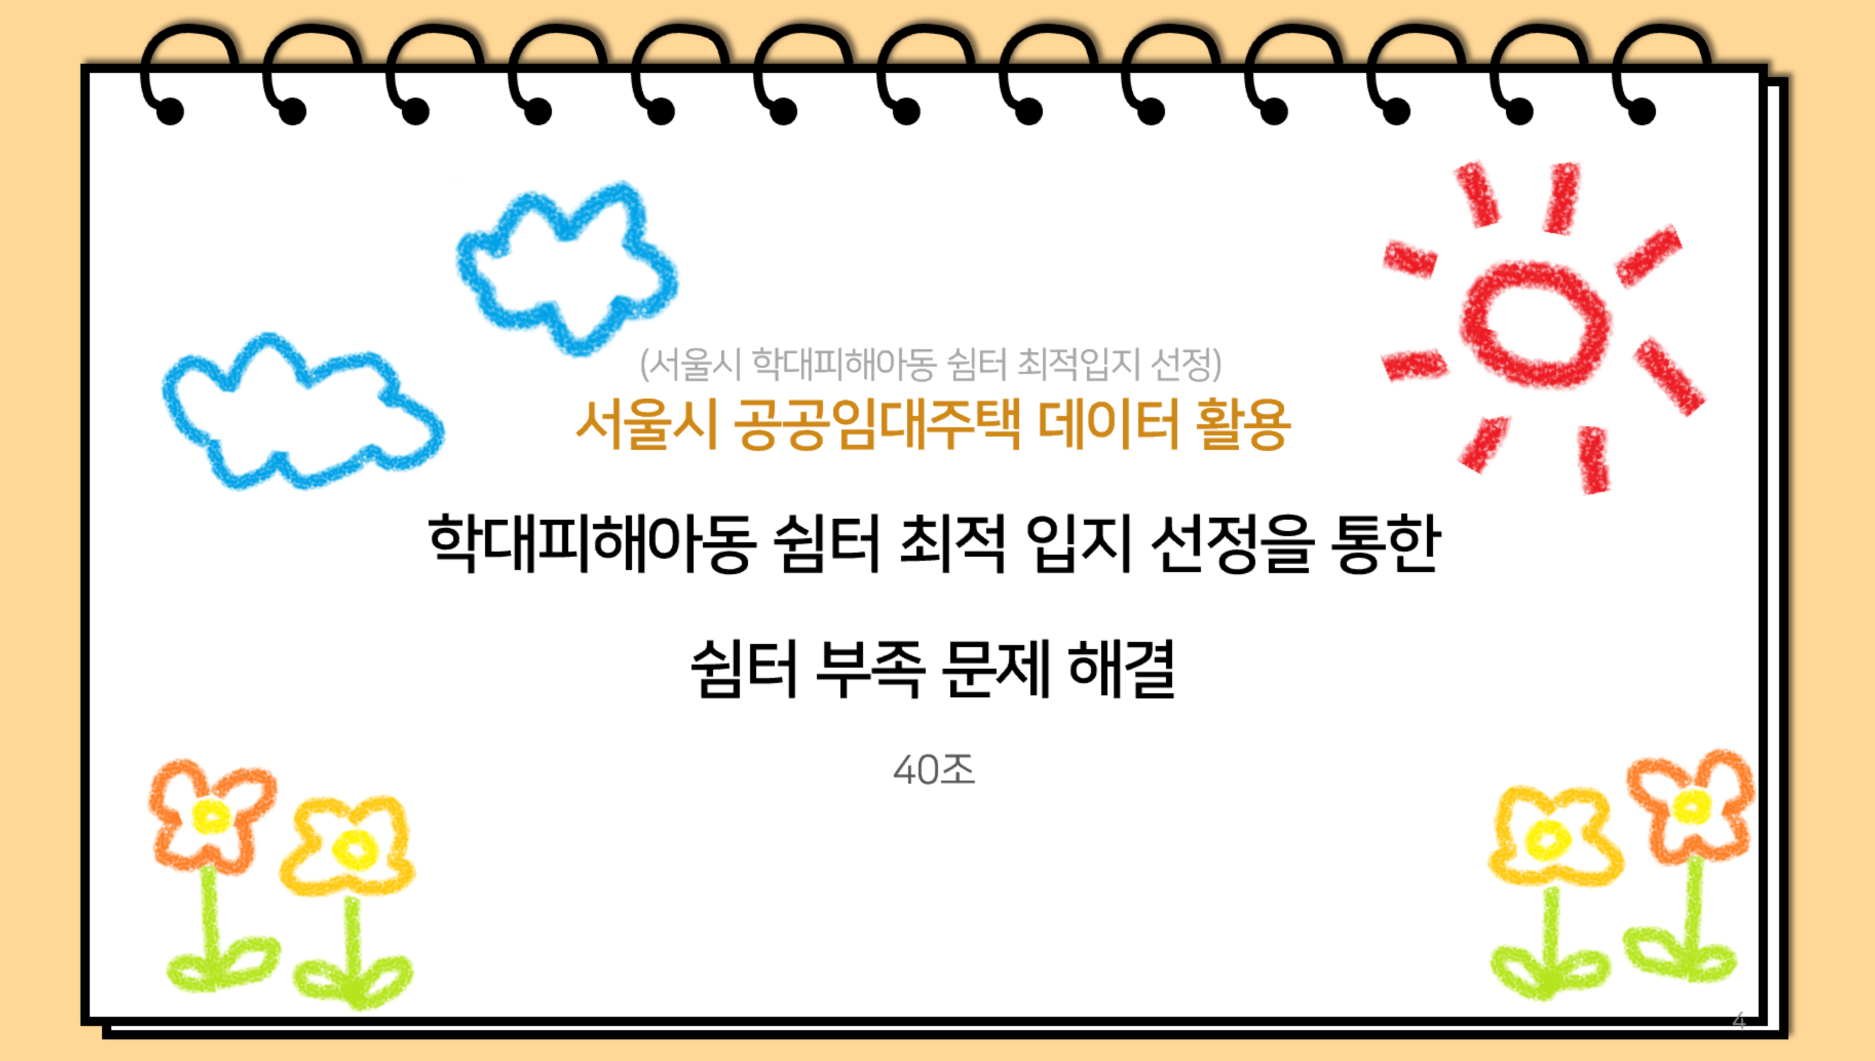 (서울시 학대피해아동 쉼터 최적입지 선정)
서울시 공공임대주택 데이터 활용
학대피해아동 쉼터 최적 입지 선정을 통한
쉼터 부족 문제 해결
40조
4